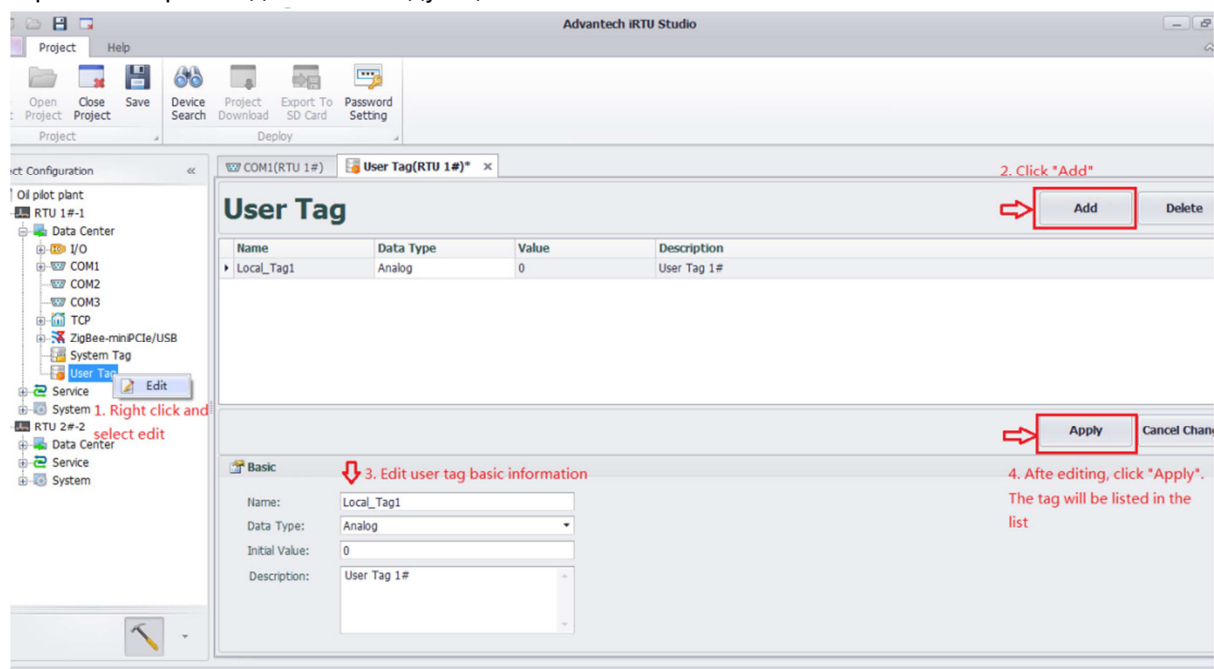 Advantech iRTU Studio
Project Help
Open Project
Close Project
Save
Device Search
Project Download
Export To SD Card
Password Setting
Project
Deploy
Configuration «
COM1(RTU 1#) User Tag(RTU 1#)* ×
2. Click "Add"
Oil pilot plant
RTU 1#-1
Data Center
I/O
COM1
COM2
COM3
TCP
ZigBee-miniPCIe/USB
System Tag
User Tag
Edit
Service
System
1. Right click and
select edit
RTU 2#-2
Data Center
Service
System
User Tag
Add Delete
Name Data Type Value Description
Local_Tag1 Analog 0 User Tag 1#
Apply Cancel Chan
Basic
3. Edit user tag basic information
4. Afte editing, click "Apply".
The tag will be listed in the
list
Name: Local_Tag1
Data Type: Analog
Initial Value: 0
Description: User Tag 1#